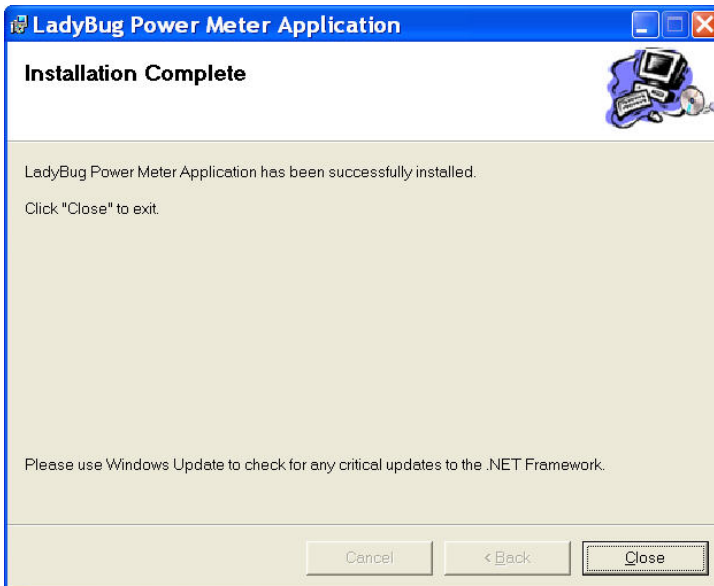 LadyBug Power Meter Application
Installation Complete
LadyBug Power Meter Application has been successfully installed.
Click "Close" to exit.
Please use Windows Update to check for any critical updates to the .NET Framework.
Cancel
< Back
Close